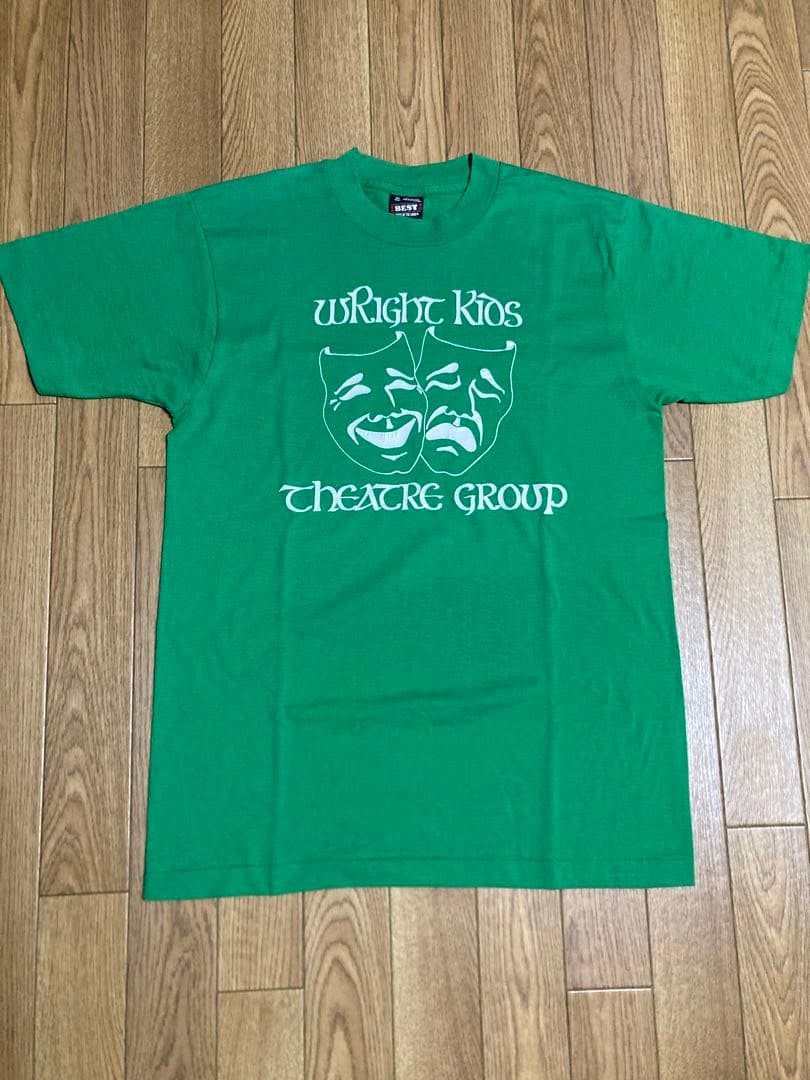 BEST
wRight Kids
Theatre Group